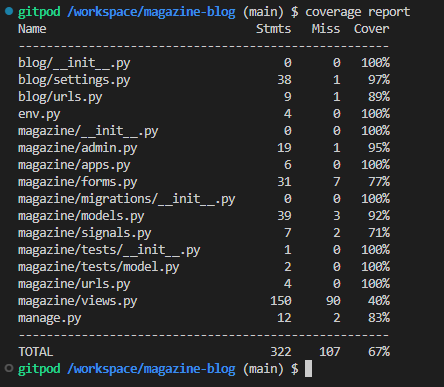 gitpod /workspace/magazine-blog (main) $ coverage report
Name                               Stmts   Miss  Cover
------------------------------------------------------
blog/__init__.py                       0      0   100%
blog/settings.py                      38      1    97%
blog/urls.py                           9      1    89%
env.py                                 4      0   100%
magazine/__init__.py                   0      0   100%
magazine/admin.py                     19      1    95%
magazine/apps.py                       6      0   100%
magazine/forms.py                     31      7    77%
magazine/migrations/__init__.py        0      0   100%
magazine/models.py                    39      3    92%
magazine/signals.py                    7      2    71%
magazine/tests/__init__.py             1      0   100%
magazine/tests/model.py                2      0   100%
magazine/urls.py                       4      0   100%
magazine/views.py                    150     90    40%
manage.py                             12      2    83%
------------------------------------------------------
TOTAL                                322    107    67%
gitpod /workspace/magazine-blog (main) $